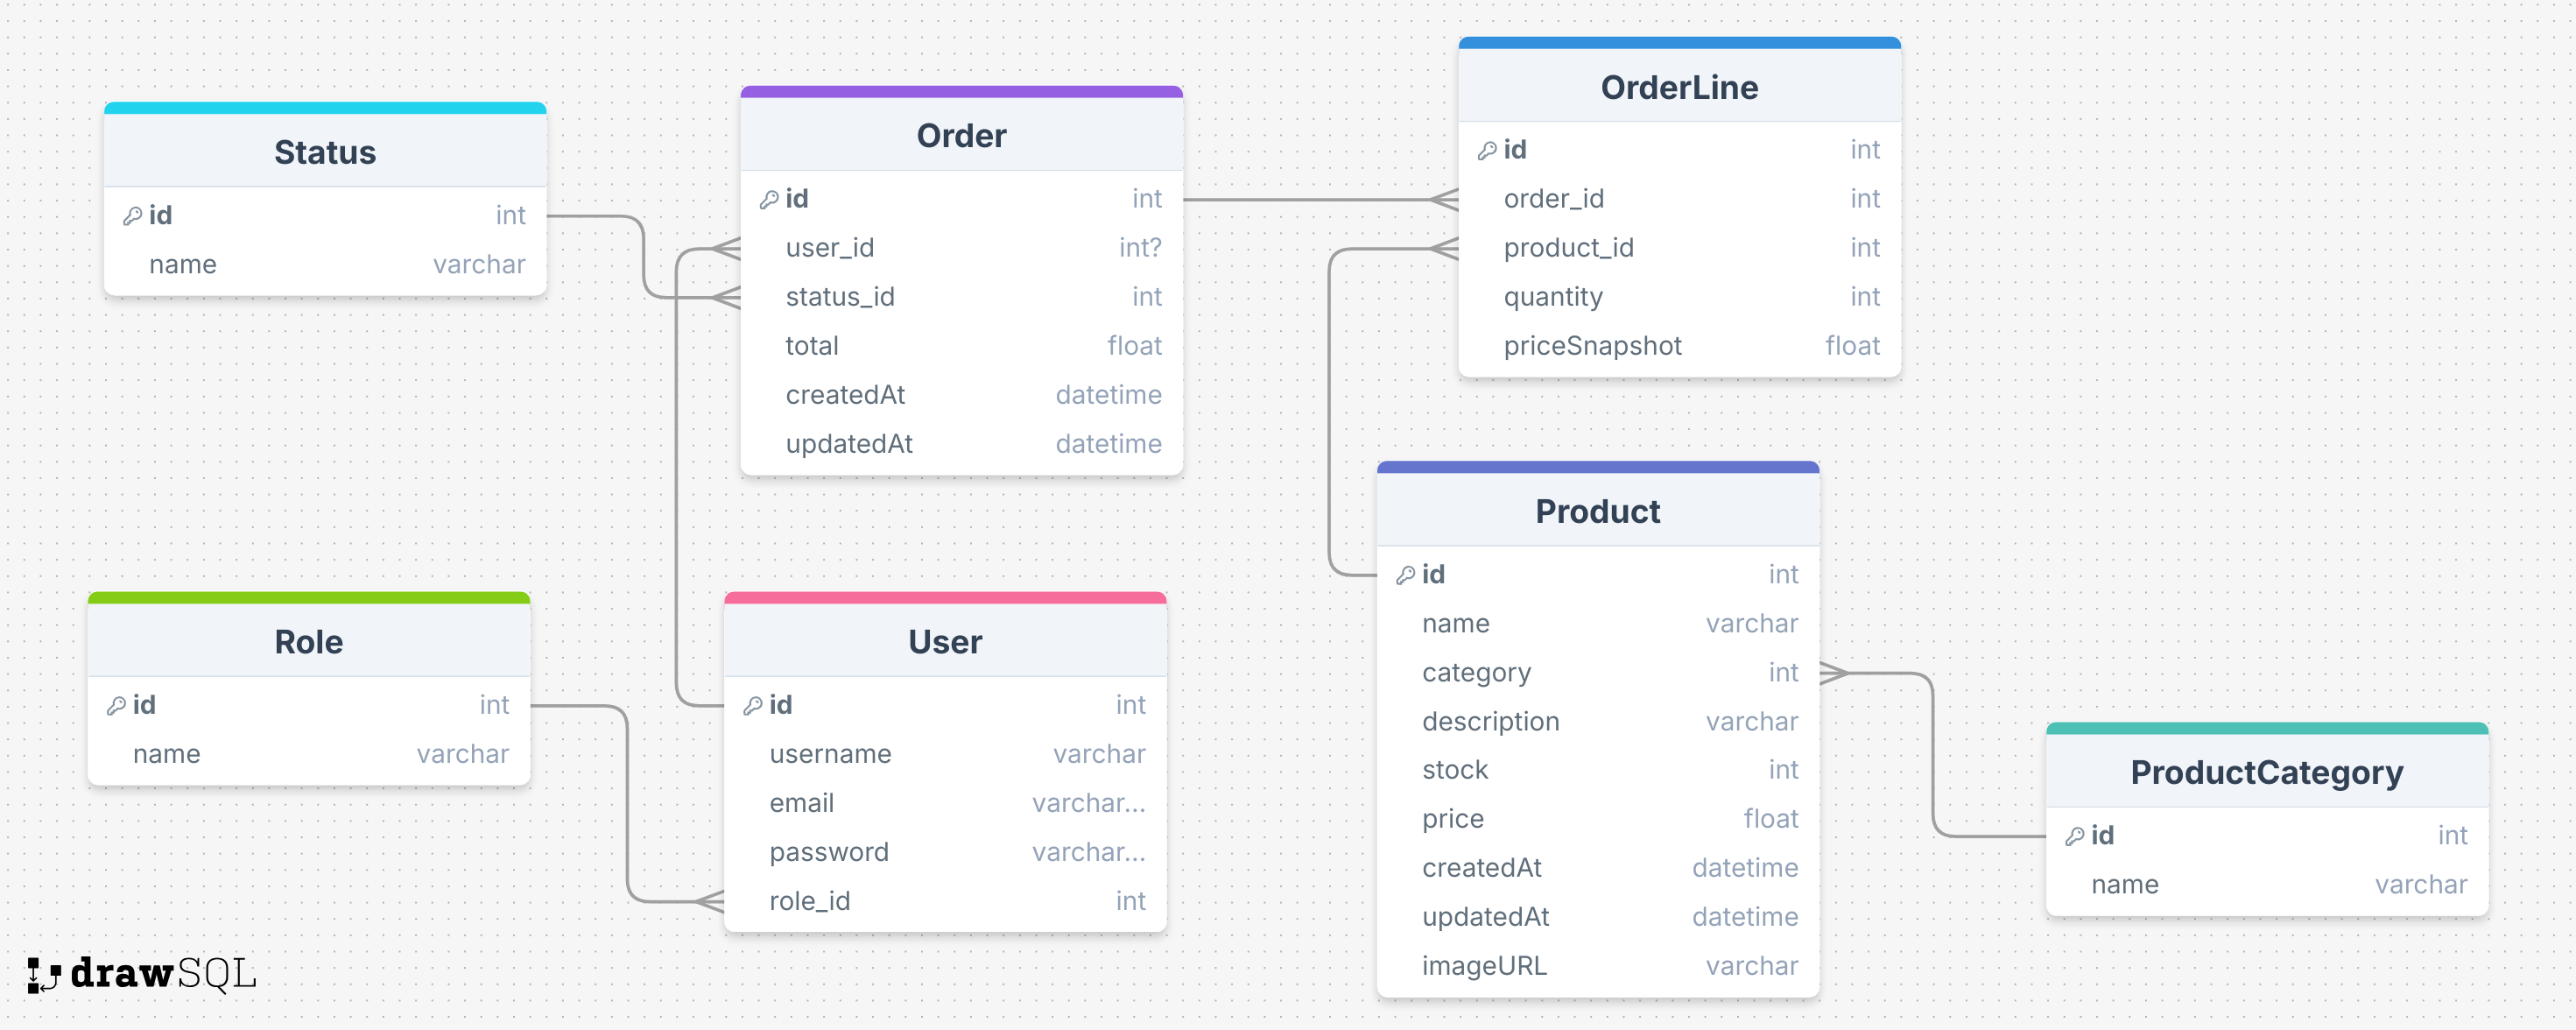 Status
id int
name varchar
Order
id int
user_id int?
status_id int
total float
createdAt datetime
updatedAt datetime
OrderLine
id int
order_id int
product_id int
quantity int
priceSnapshot float
Role
id int
name varchar
User
id int
username varchar
email varchar...
password varchar...
role_id int
Product
id int
name varchar
category int
description varchar
stock int
price float
createdAt datetime
updatedAt datetime
imageURL varchar
ProductCategory
id int
name varchar
drawSQL